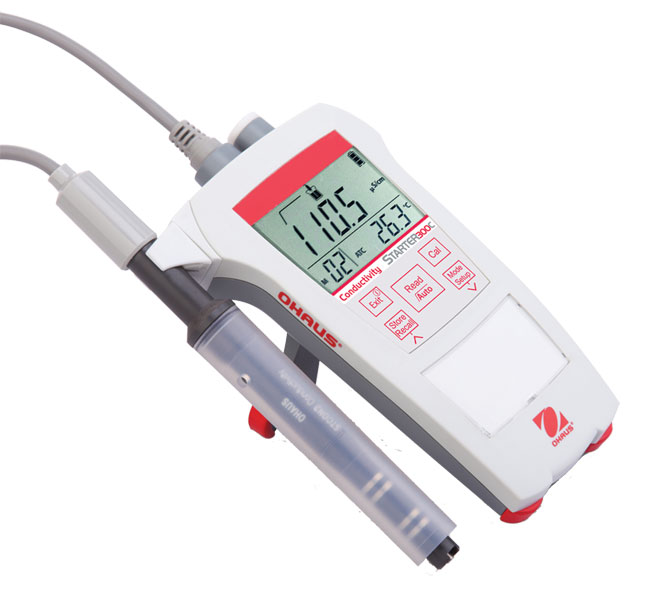 110.5 µS/cm
M 02 ATC 26.3 °C
Conductivity STARTER300C
Exit
Read
/Auto
Cal
Mode
Setup
Store
Recall
OHAUS®
OHAUS
OHAUS®